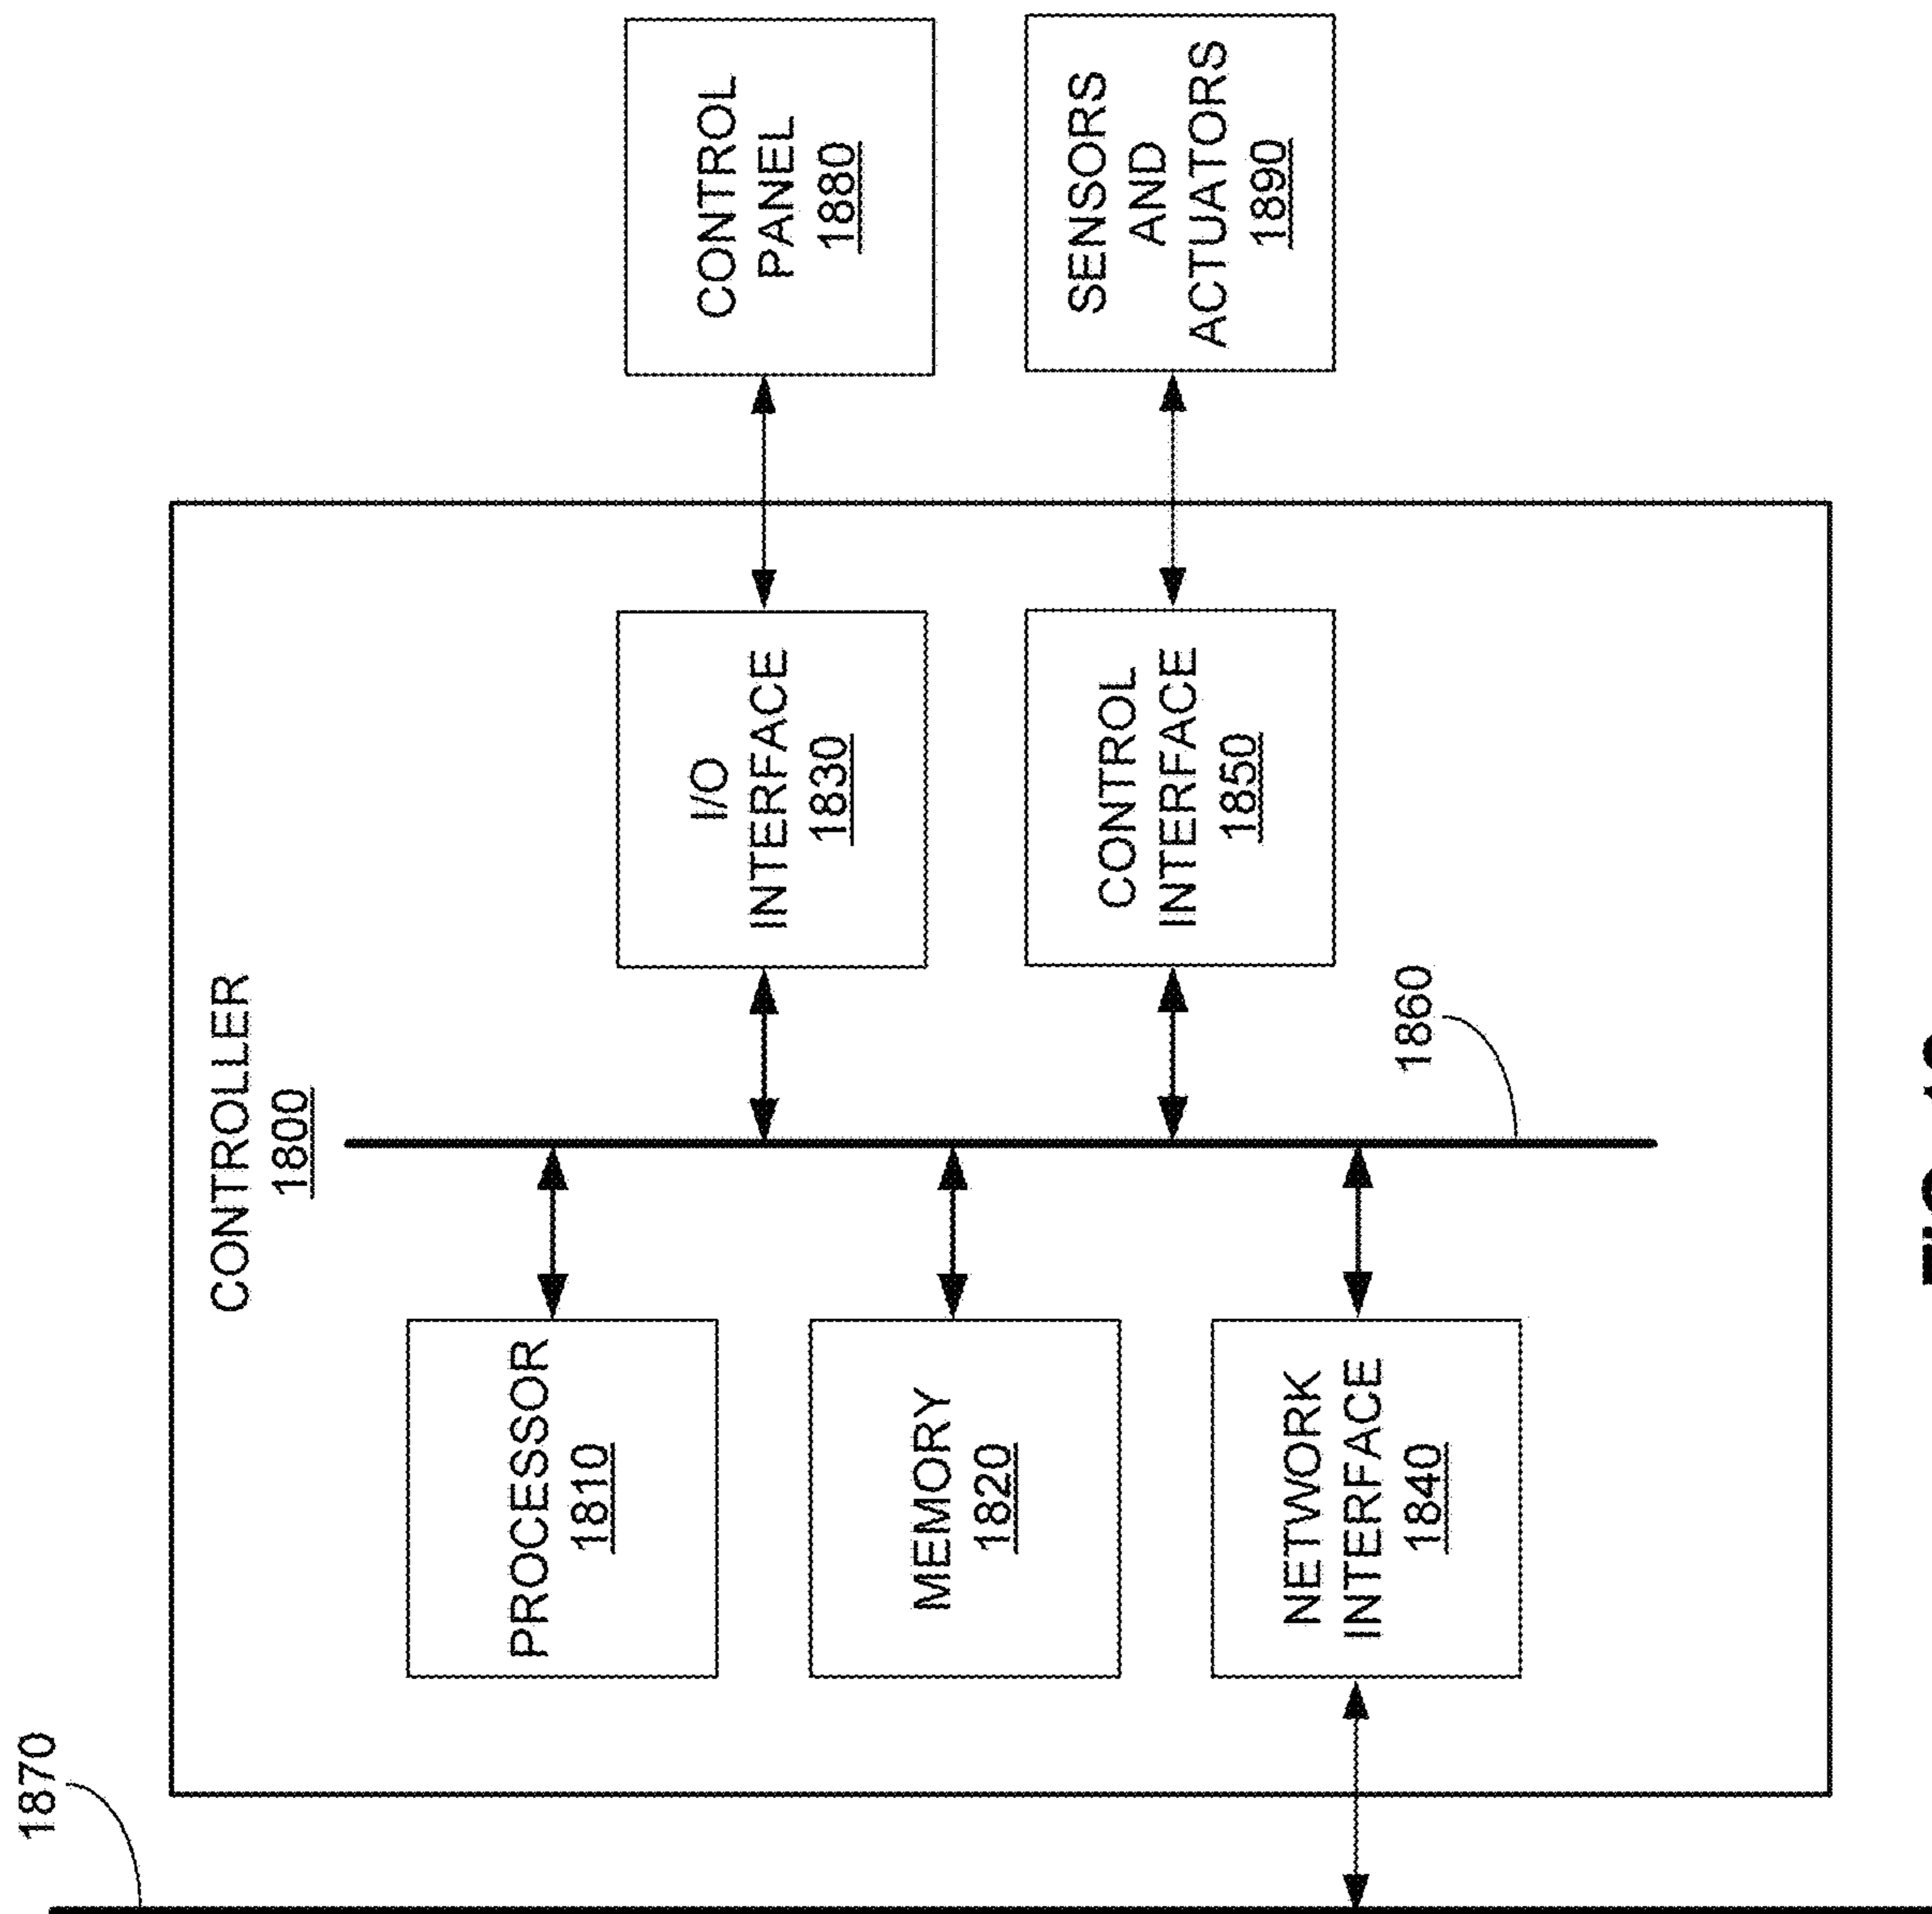 1870
CONTROLLER
1800
PROCESSOR
1810
I/O
INTERFACE
1830
CONTROL
PANEL
1880
MEMORY
1820
CONTROL
INTERFACE
1850
SENSORS
AND
ACTUATORS
1890
NETWORK
INTERFACE
1840
1860